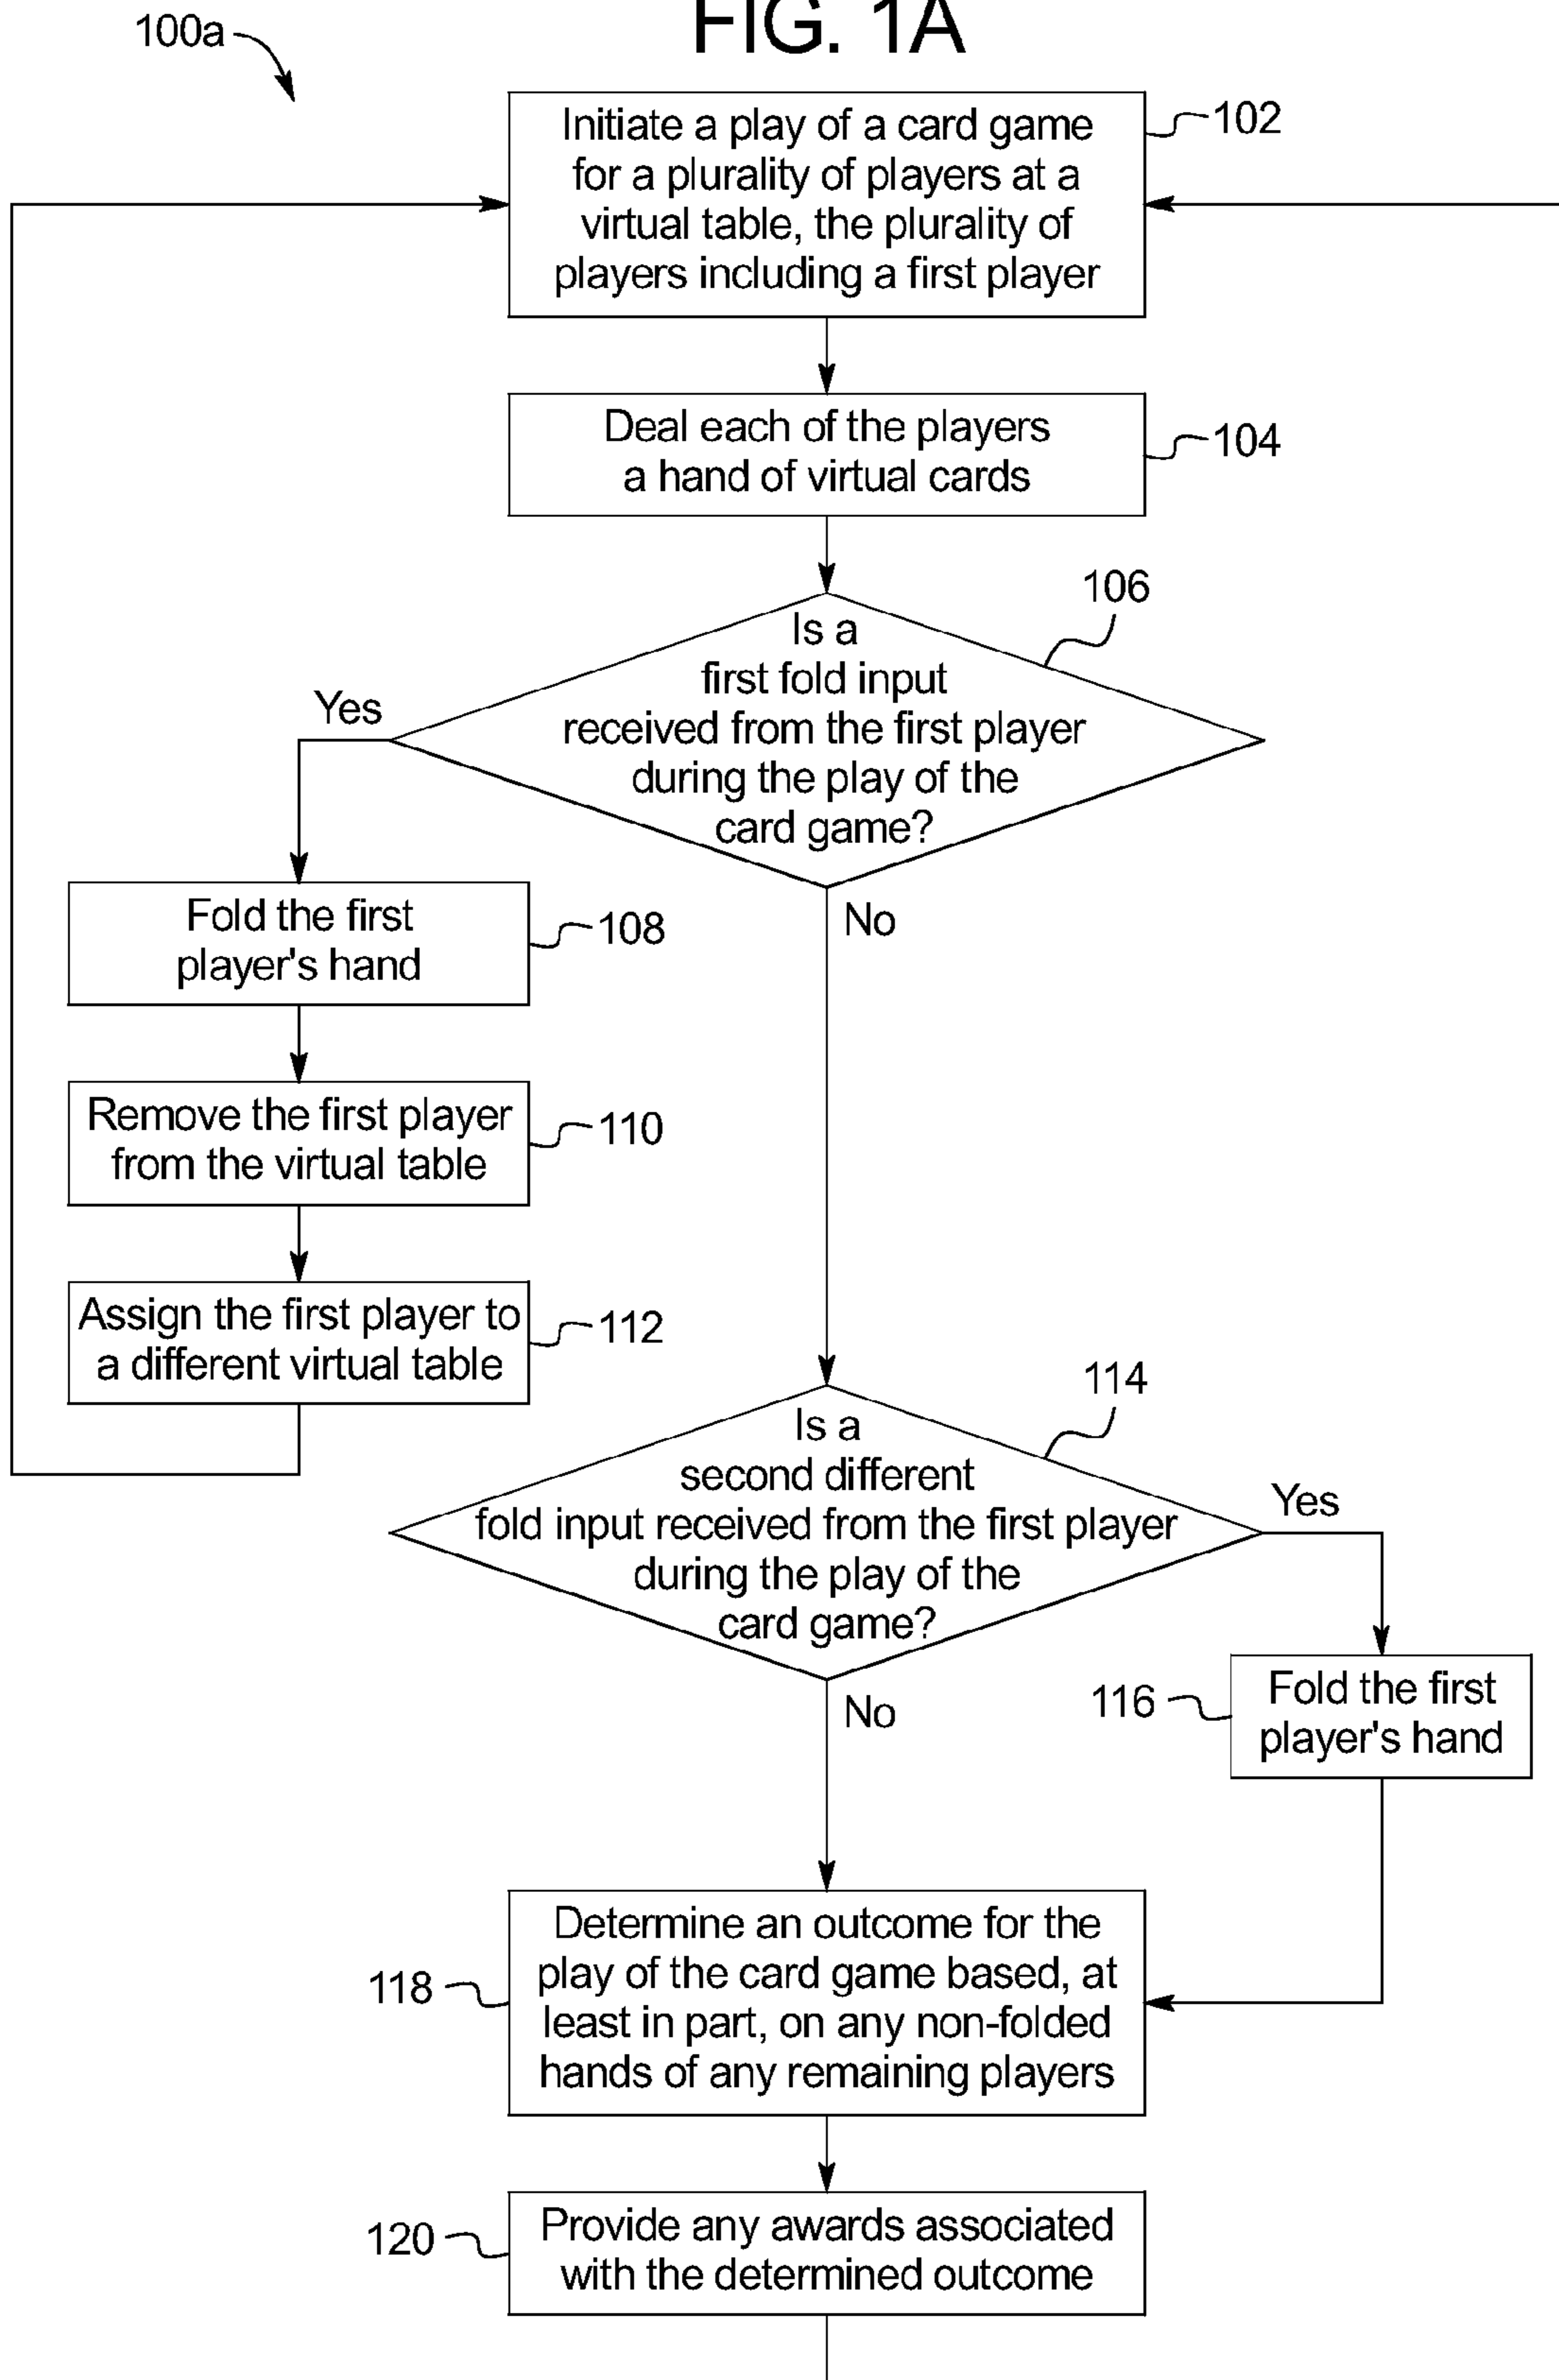 FIG. 1A
100a
Initiate a play of a card game
for a plurality of players at a
virtual table, the plurality of
players including a first player
102
Deal each of the players
a hand of virtual cards
104
106
Is a
first fold input
received from the first player
during the play of the
card game?
Yes
No
Fold the first
player's hand
108
Remove the first player
from the virtual table
110
Assign the first player to
a different virtual table
112
114
Is a
second different
fold input received from the first player
during the play of the
card game?
Yes
No
116
Fold the first
player's hand
118
Determine an outcome for the
play of the card game based, at
least in part, on any non-folded
hands of any remaining players
120
Provide any awards associated
with the determined outcome